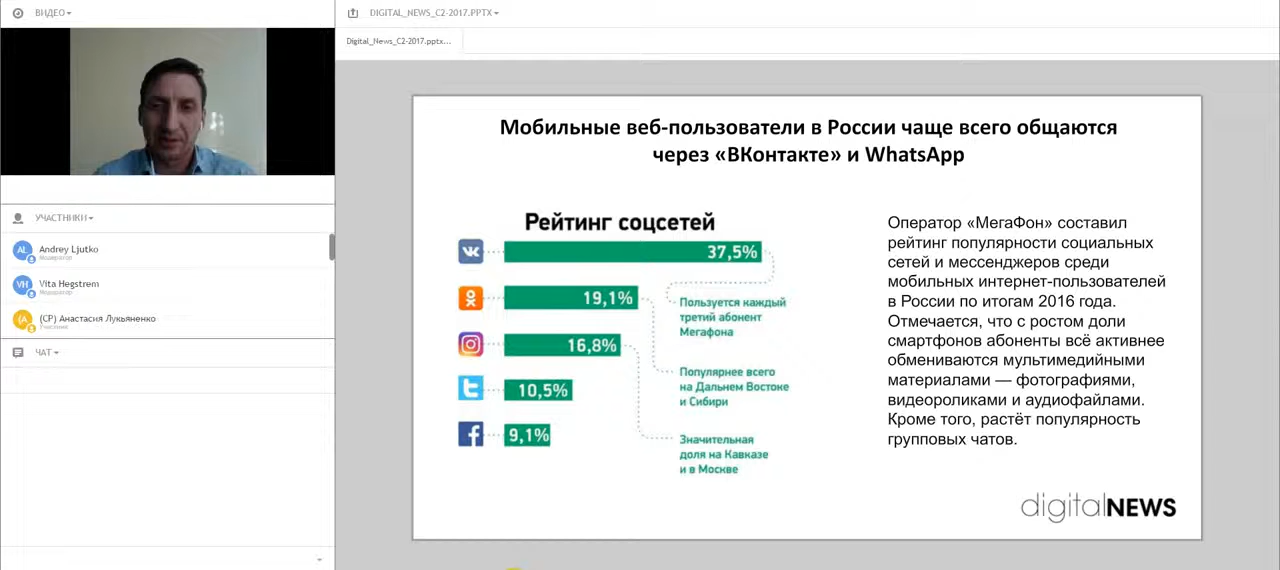 ВИДЕО
DIGITAL_NEWS_C2-2017.PPTX
Digital_News_C2-2017.pptx...
УЧАСТНИКИ
AL
Andrey Ljutko
Модератор
VH
Vita Hegstrem
Модератор
(А
(CP) Анастасия Лукьяненко
Участник
ЧАТ
Мобильные веб-пользователи в России чаще всего общаются
через «ВКонтакте» и WhatsApp
Рейтинг соцсетей
37,5%
19,1%
16,8%
10,5%
9,1%
Пользуется каждый
третий абонент
Мегафона
Популярнее всего
на Дальнем Востоке
и Сибири
Значительная
доля на Кавказе
и в Москве
Оператор «МегаФон» составил
рейтинг популярности социальных
сетей и мессенджеров среди
мобильных интернет-пользователей
в России по итогам 2016 года.
Отмечается, что с ростом доли
смартфонов абоненты всё активнее
обмениваются мультимедийными
материалами — фотографиями,
видеороликами и аудиофайлами.
Кроме того, растёт популярность
групповых чатов.
digitalNEWS